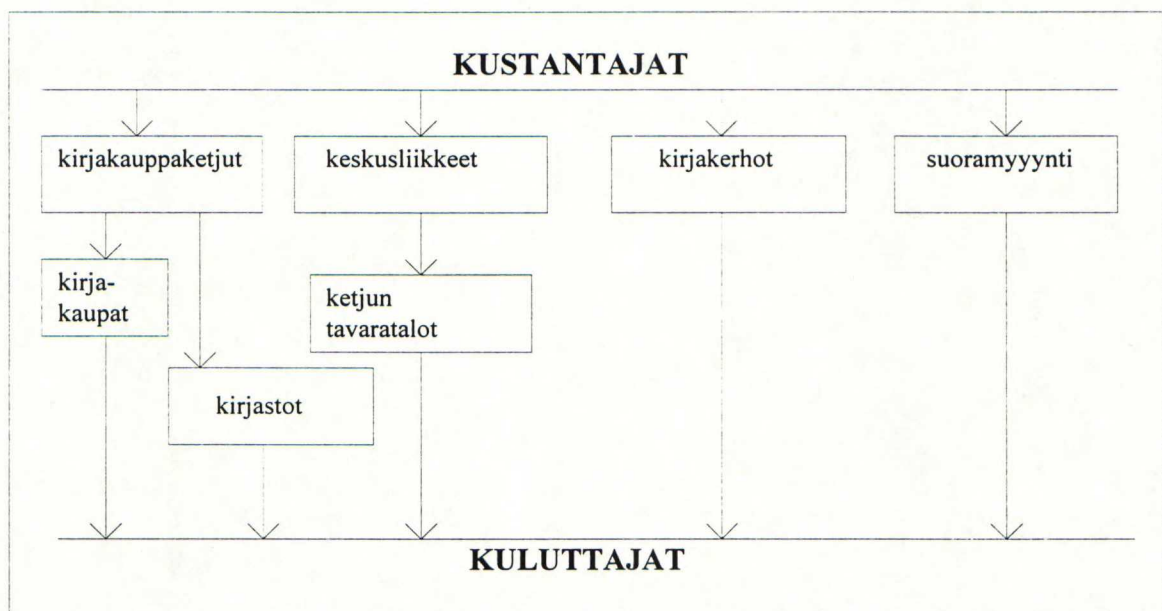 KUSTANTAJAT
kirjakauppaketjut
keskusliikkeet
kirjakerhot
suoramyyynti
kirja-
kaupat
ketjun
tavaratalot
kirjastot
KULUTTAJAT